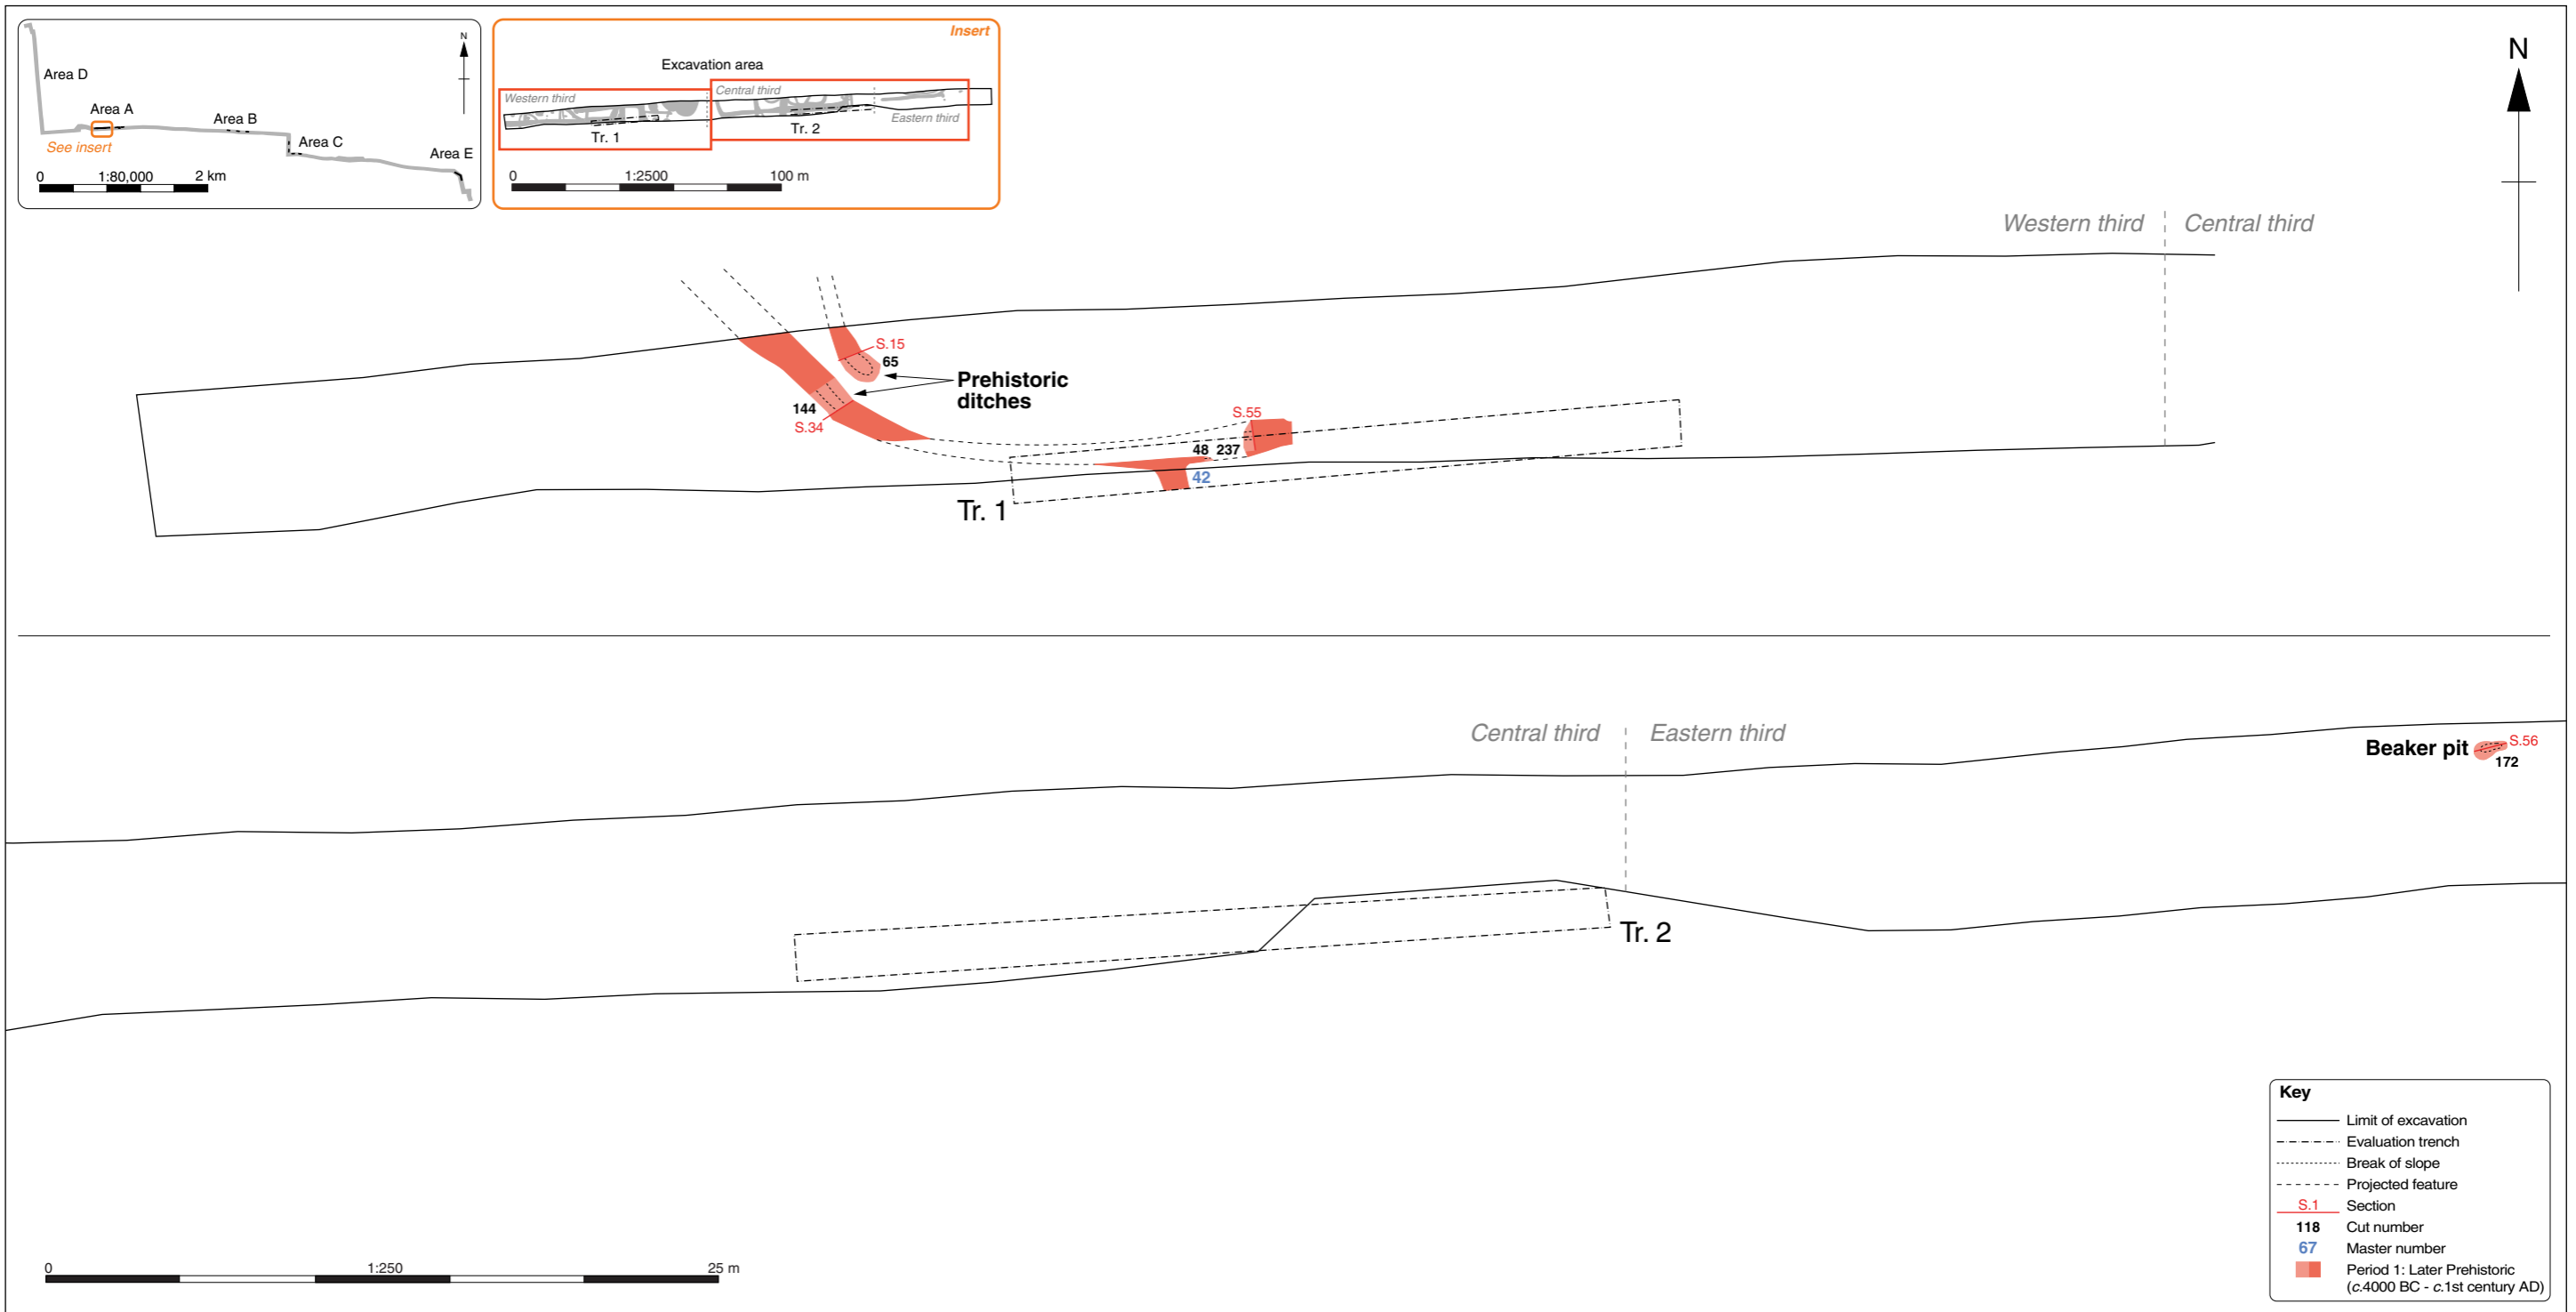 N
Area D
Area A
Area B
Area C
Area E
See insert
0 1:80,000 2 km
Insert
Excavation area
Western third
Central third
Eastern third
Tr. 1
Tr. 2
0 1:2500 100 m
N
Western third
Central third
S.15
65
Prehistoric
ditches
144
S.34
S.55
48 237
42
Tr. 1
Central third
Eastern third
Beaker pit
S.56
172
Tr. 2
0 1:250 25 m
Key
Limit of excavation
Evaluation trench
Break of slope
Projected feature
S.1 Section
118 Cut number
67 Master number
Period 1: Later Prehistoric
(c.4000 BC - c.1st century AD)